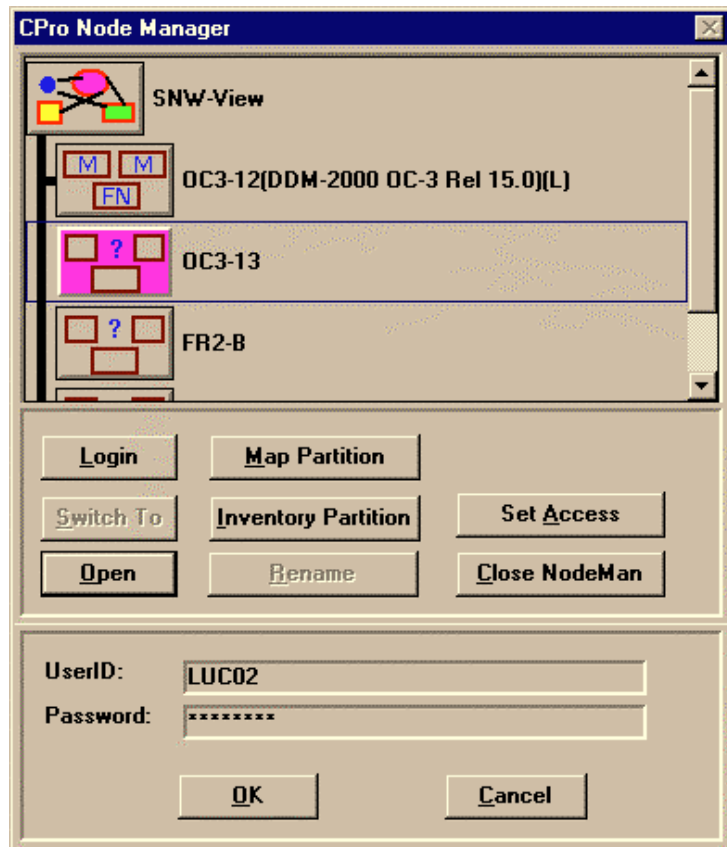 CPro Node Manager
SNW-View
M M
FN
OC3-12(DDM-2000 OC-3 Rel 15.0)(L)
?
OC3-13
?
FR2-B
Login
Map Partition
Switch To
Inventory Partition
Set Access
Open
Rename
Close NodeMan
UserID:
LUC02
Password:
********
OK
Cancel